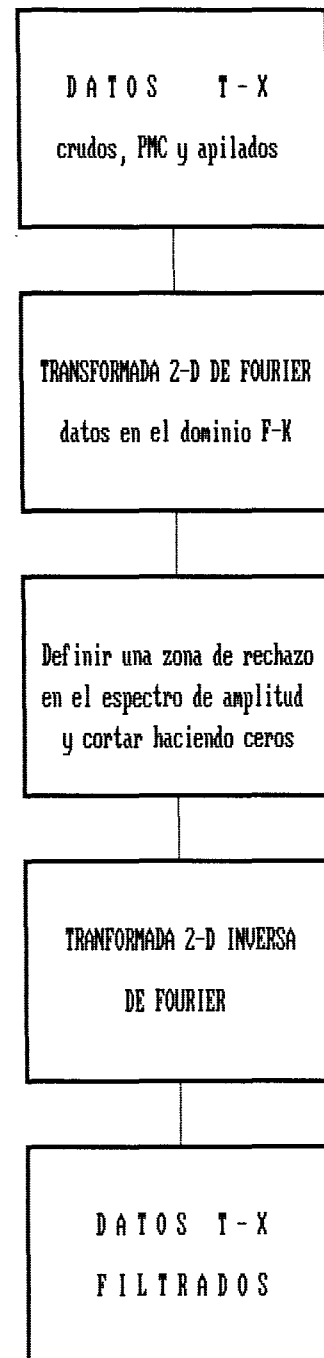 DATOS T-X
crudos, PMC y apilados
TRANSFORMADA 2-D DE FOURIER
datos en el dominio F-K
Definir una zona de rechazo
en el espectro de amplitud
y cortar haciendo ceros
TRANFORMADA 2-D INVERSA
DE FOURIER
DATOS T-X
FILTRADOS